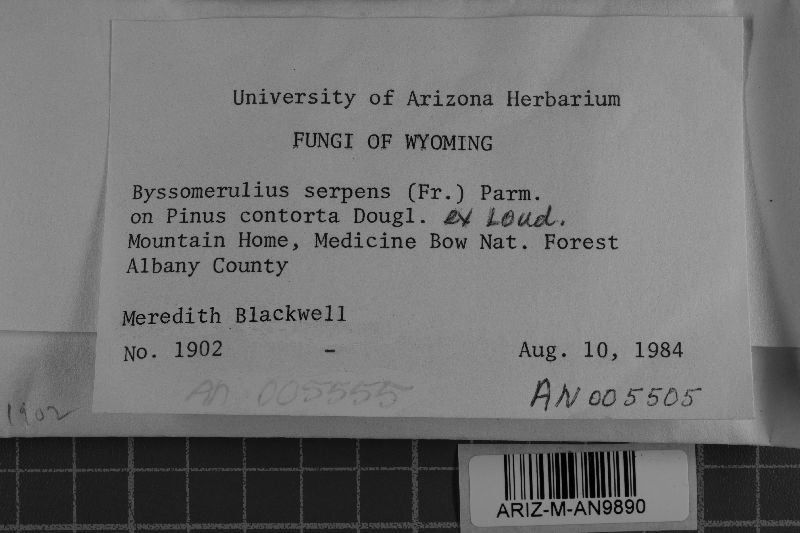 University of Arizona Herbarium
FUNGI OF WYOMING
Byssomerulius serpens (Fr.) Parm.
on Pinus contorta Dougl. ex Loud.
Mountain Home, Medicine Bow Nat. Forest
Albany County
Meredith Blackwell
No. 1902 - Aug. 10, 1984
AN 005555 AN 005505
1902
ARIZ-M-AN9890